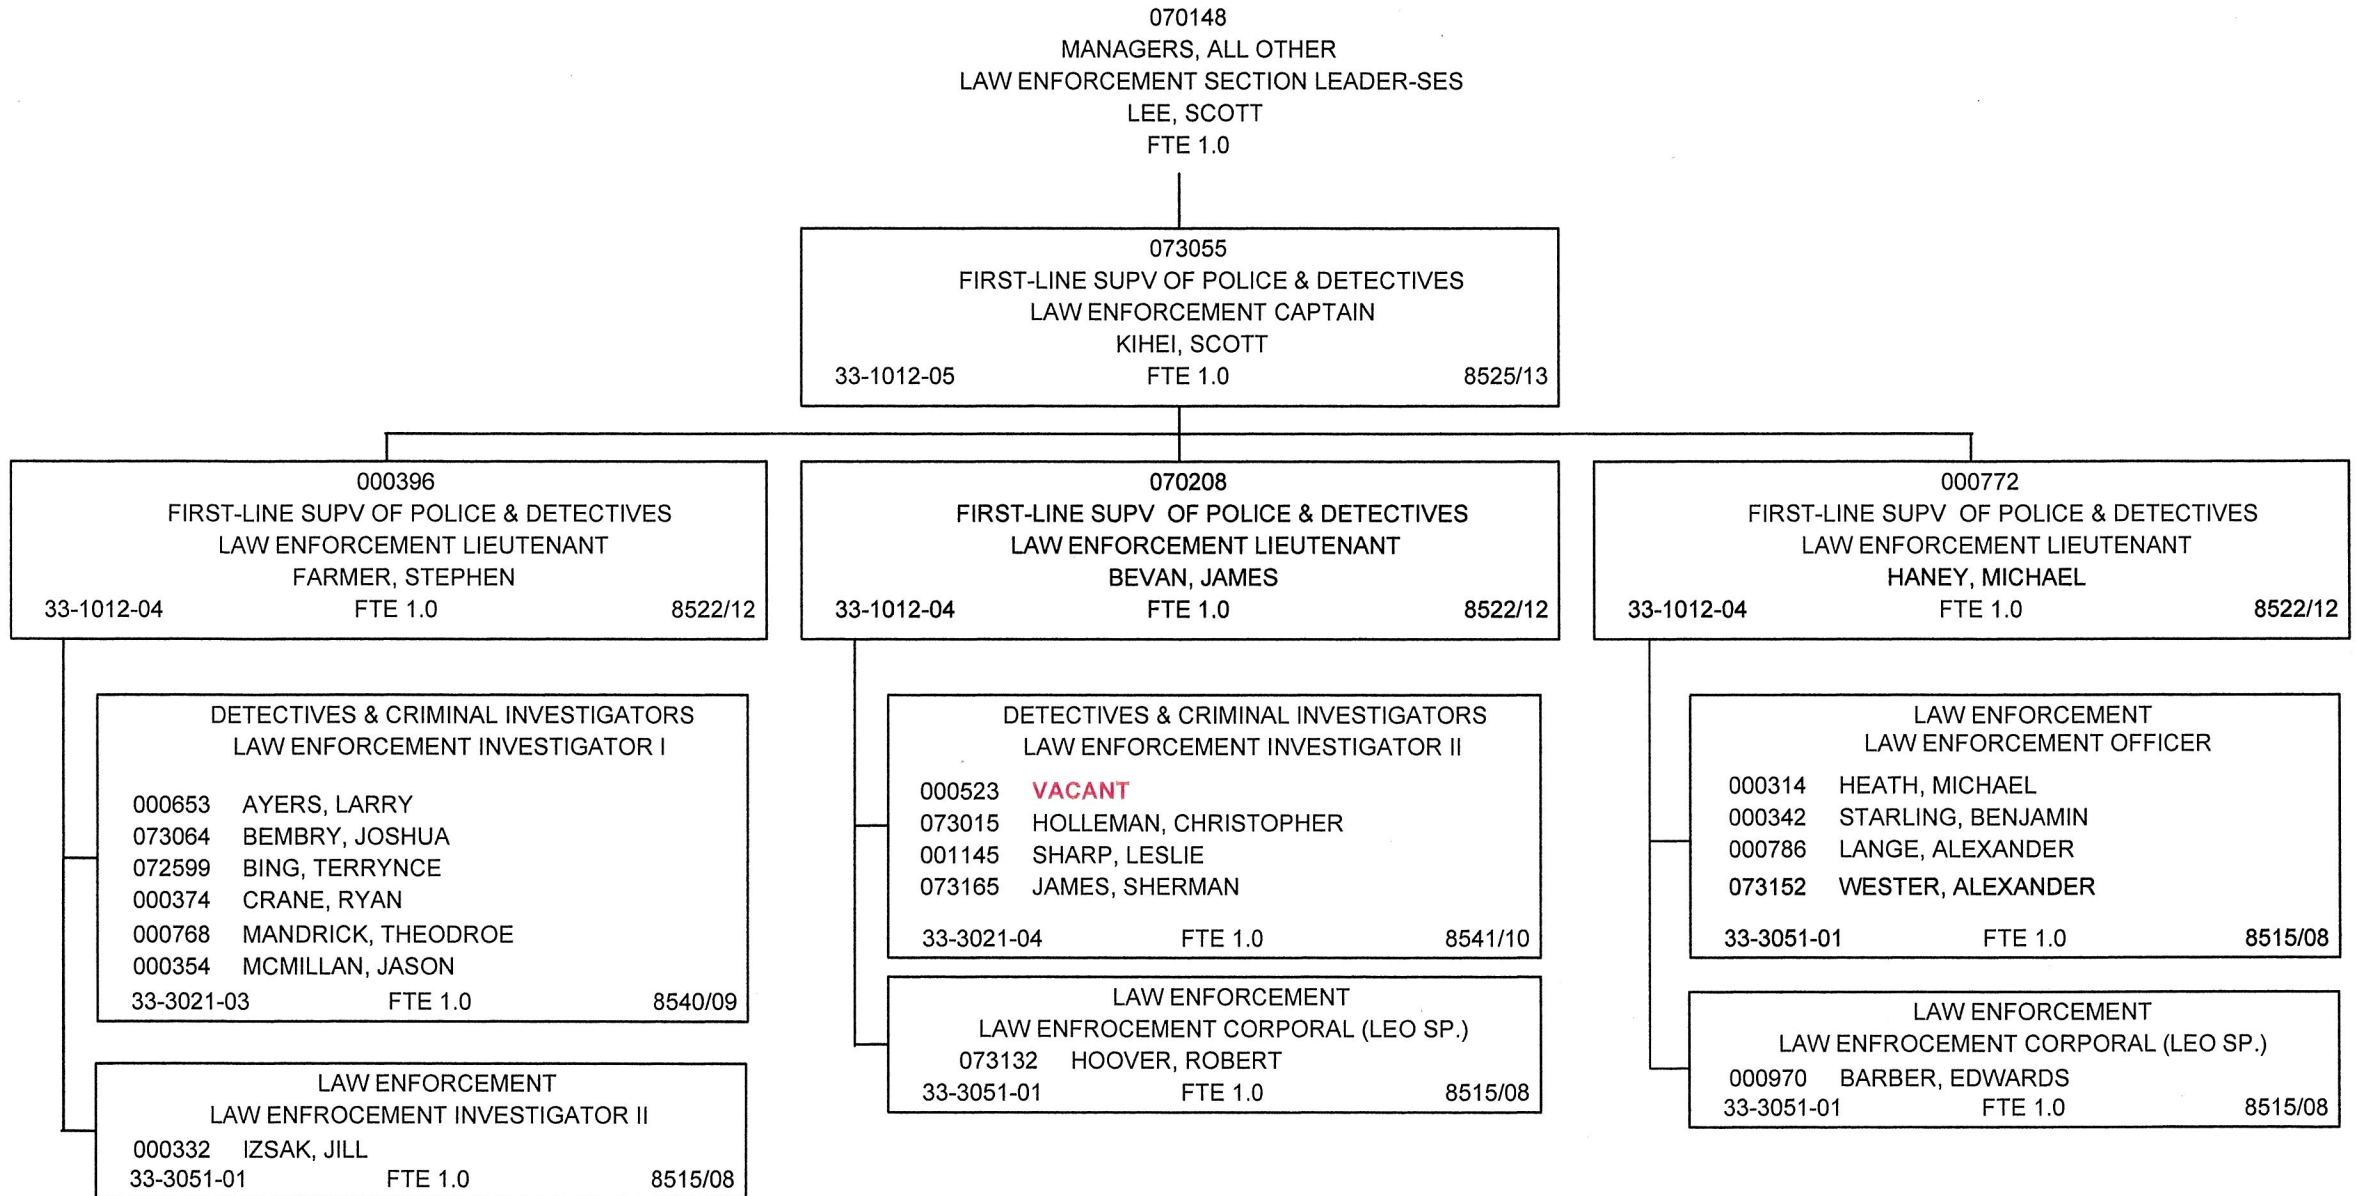 070148
MANAGERS, ALL OTHER
LAW ENFORCEMENT SECTION LEADER-SES
LEE, SCOTT
FTE 1.0
073055
FIRST-LINE SUPV OF POLICE & DETECTIVES
LAW ENFORCEMENT CAPTAIN
KIHEI, SCOTT
33-1012-05 FTE 1.0 8525/13
000396
FIRST-LINE SUPV OF POLICE & DETECTIVES
LAW ENFORCEMENT LIEUTENANT
FARMER, STEPHEN
33-1012-04 FTE 1.0 8522/12
070208
FIRST-LINE SUPV OF POLICE & DETECTIVES
LAW ENFORCEMENT LIEUTENANT
BEVAN, JAMES
33-1012-04 FTE 1.0 8522/12
000772
FIRST-LINE SUPV OF POLICE & DETECTIVES
LAW ENFORCEMENT LIEUTENANT
HANEY, MICHAEL
33-1012-04 FTE 1.0 8522/12
DETECTIVES & CRIMINAL INVESTIGATORS
LAW ENFORCEMENT INVESTIGATOR I
000653 AYERS, LARRY
073064 BEMBRY, JOSHUA
072599 BING, TERRYNCE
000374 CRANE, RYAN
000768 MANDRICK, THEODROE
000354 MCMILLAN, JASON
33-3021-03 FTE 1.0 8540/09
LAW ENFORCEMENT
LAW ENFROCEMENT INVESTIGATOR II
000332 IZSAK, JILL
33-3051-01 FTE 1.0 8515/08
DETECTIVES & CRIMINAL INVESTIGATORS
LAW ENFORCEMENT INVESTIGATOR II
000523 VACANT
073015 HOLLEMAN, CHRISTOPHER
001145 SHARP, LESLIE
073165 JAMES, SHERMAN
33-3021-04 FTE 1.0 8541/10
LAW ENFORCEMENT
LAW ENFROCEMENT CORPORAL (LEO SP.)
073132 HOOVER, ROBERT
33-3051-01 FTE 1.0 8515/08
LAW ENFORCEMENT
LAW ENFORCEMENT OFFICER
000314 HEATH, MICHAEL
000342 STARLING, BENJAMIN
000786 LANGE, ALEXANDER
073152 WESTER, ALEXANDER
33-3051-01 FTE 1.0 8515/08
LAW ENFORCEMENT
LAW ENFROCEMENT CORPORAL (LEO SP.)
000970 BARBER, EDWARDS
33-3051-01 FTE 1.0 8515/08